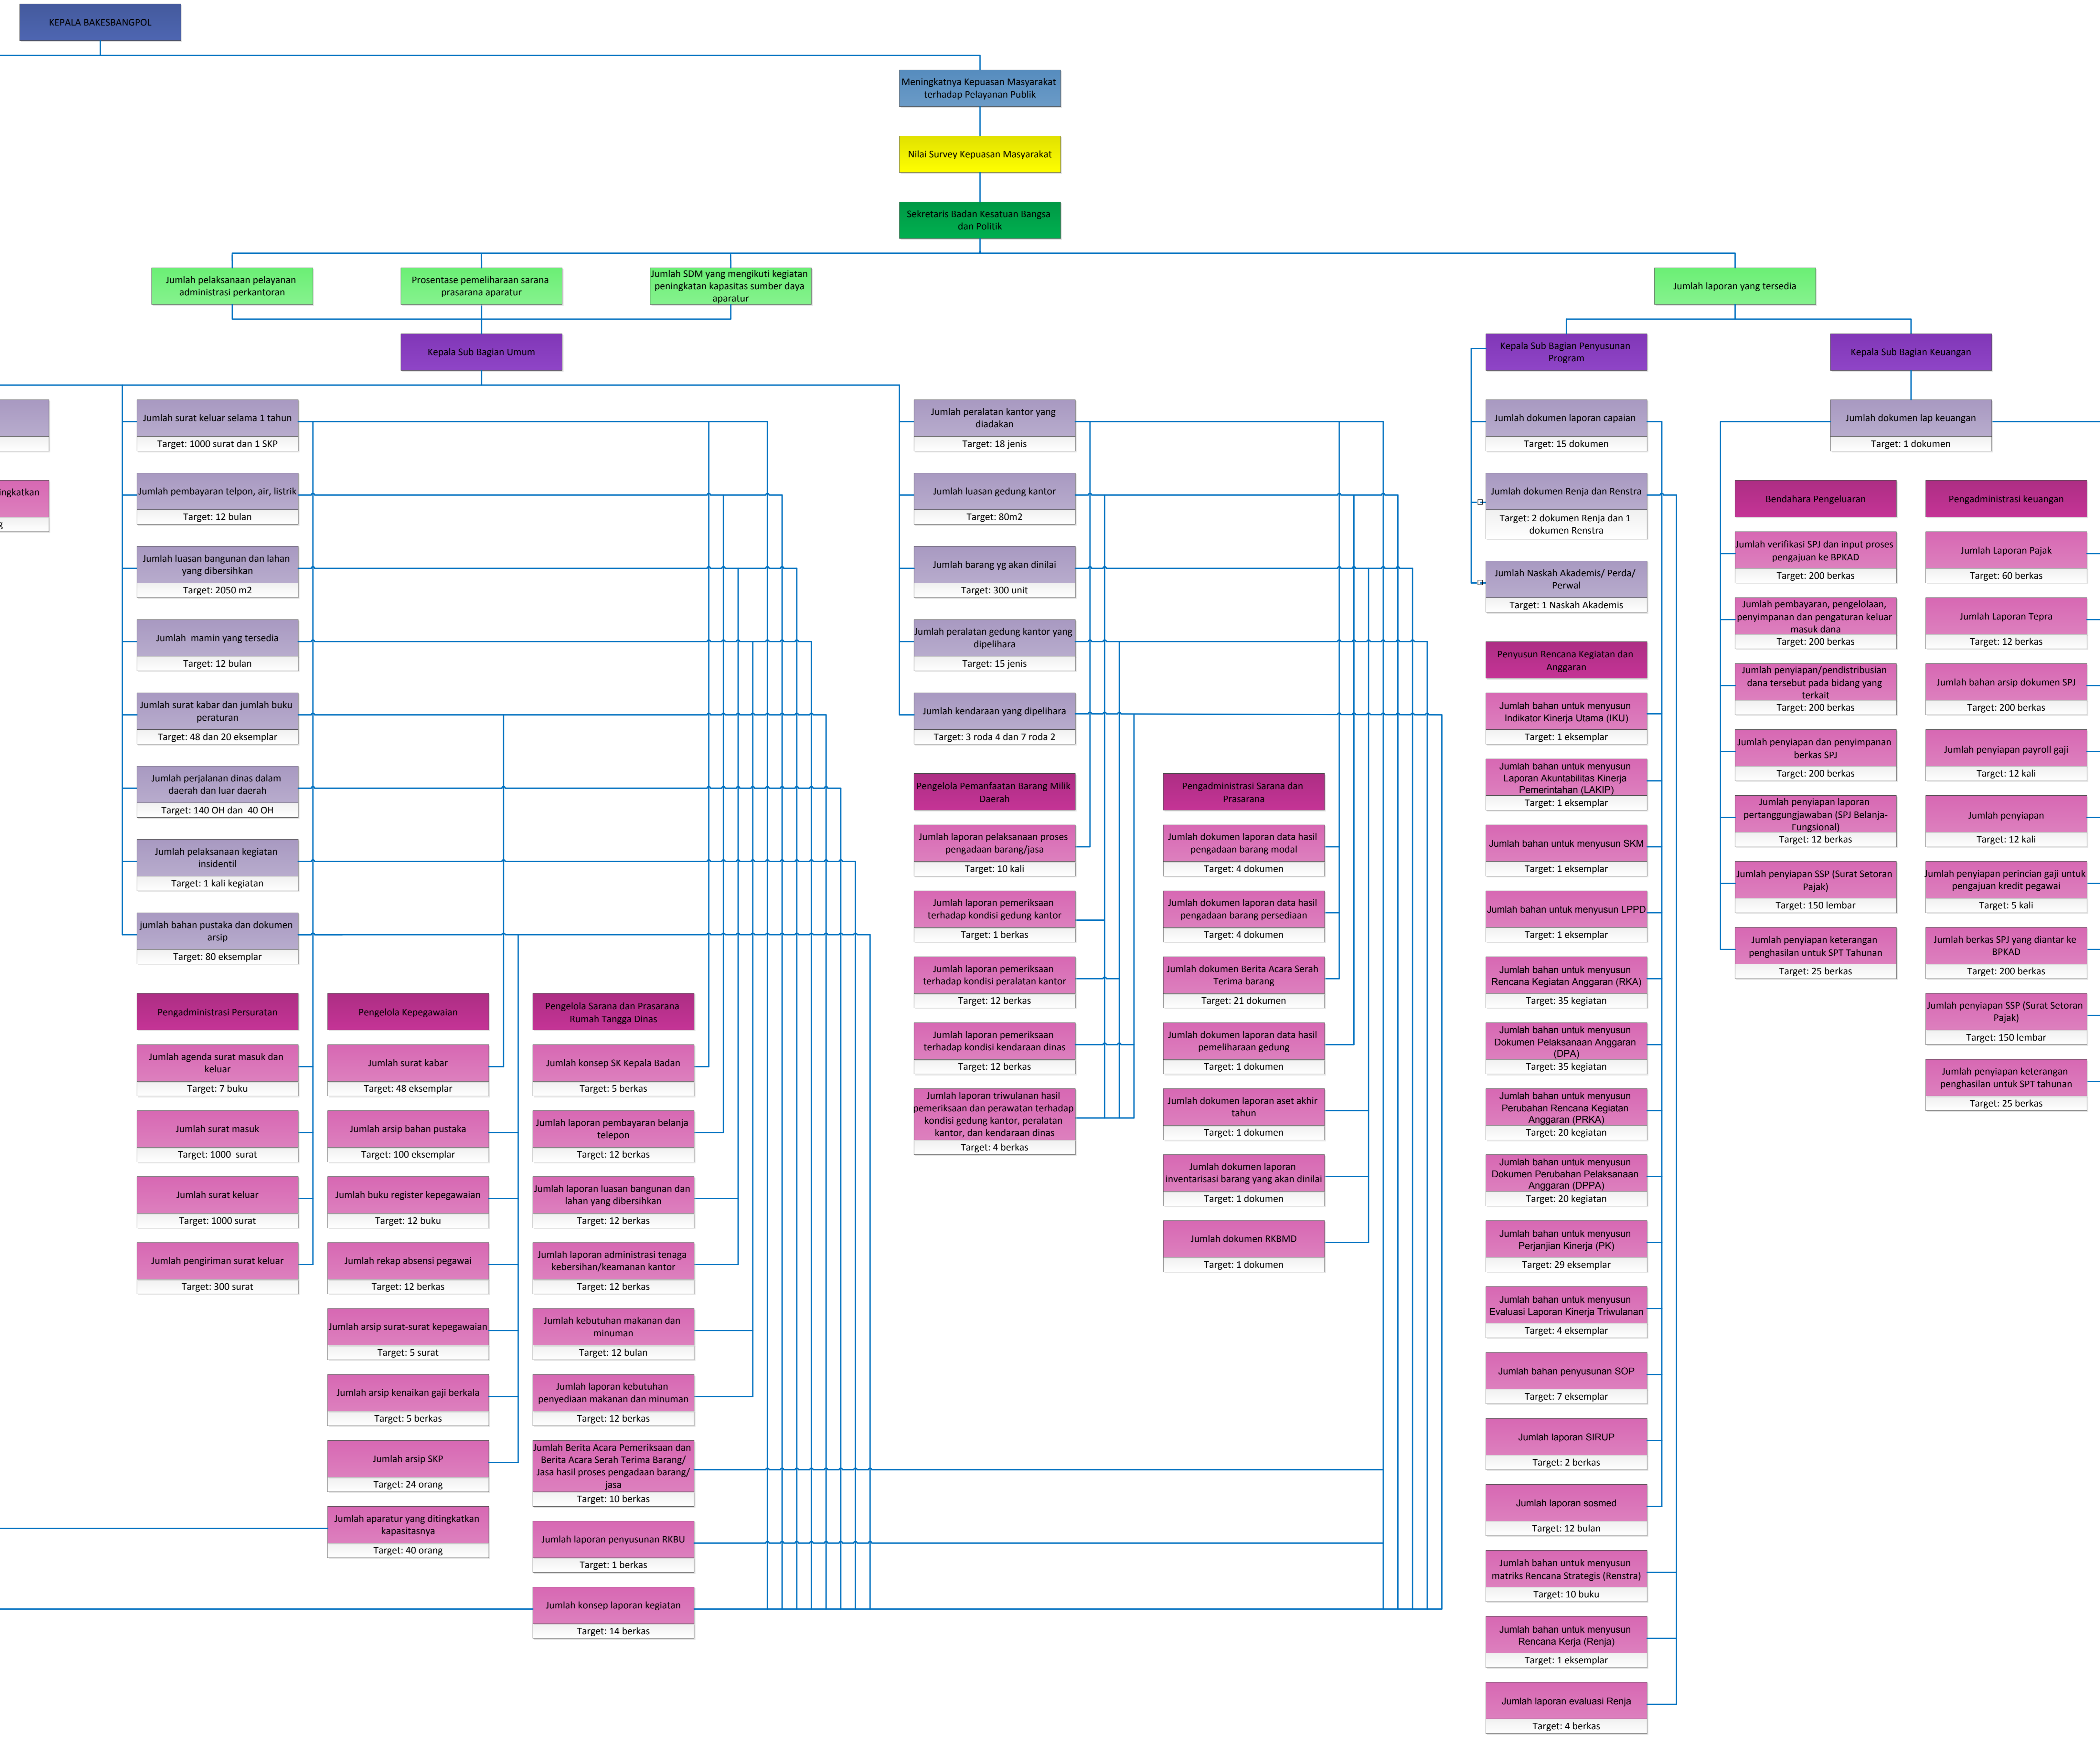 KEPALA BAKESBANGPOL
Meningkatnya Kepuasan Masyarakat
terhadap Pelayanan Publik
Nilai Survey Kepuasan Masyarakat
Sekretaris Badan Kesatuan Bangsa
dan Politik
Jumlah pelaksanaan pelayanan
administrasi perkantoran
Prosentase pemeliharaan sarana
prasarana aparatur
Jumlah SDM yang mengikuti kegiatan
peningkatan kapasitas sumber daya
aparatur
Jumlah laporan yang tersedia
Kepala Sub Bagian Umum
Kepala Sub Bagian Penyusunan
Program
Kepala Sub Bagian Keuangan
ingkatkan
g
Jumlah surat keluar selama 1 tahun
Target: 1000 surat dan 1 SKP
Jumlah pembayaran telpon, air, listrik
Target: 12 bulan
Jumlah luasan bangunan dan lahan
yang dibersihkan
Target: 2050 m2
Jumlah  mamin yang tersedia
Target: 12 bulan
Jumlah surat kabar dan jumlah buku
peraturan
Target: 48 dan 20 eksemplar
Jumlah perjalanan dinas dalam
daerah dan luar daerah
Target: 140 OH dan  40 OH
Jumlah pelaksanaan kegiatan
insidentil
Target: 1 kali kegiatan
jumlah bahan pustaka dan dokumen
arsip
Target: 80 eksemplar
Pengadministrasi Persuratan
Jumlah agenda surat masuk dan
keluar
Target: 7 buku
Jumlah surat masuk
Target: 1000  surat
Jumlah surat keluar
Target: 1000 surat
Jumlah pengiriman surat keluar
Target: 300 surat
Pengelola Kepegawaian
Jumlah surat kabar
Target: 48 eksemplar
Jumlah arsip bahan pustaka
Target: 100 eksemplar
Jumlah buku register kepegawaian
Target: 12 buku
Jumlah rekap absensi pegawai
Target: 12 berkas
Jumlah arsip surat-surat kepegawaian
Target: 5 surat
Jumlah arsip kenaikan gaji berkala
Target: 5 berkas
Jumlah arsip SKP
Target: 24 orang
Jumlah aparatur yang ditingkatkan
kapasitasnya
Target: 40 orang
Pengelola Sarana dan Prasarana
Rumah Tangga Dinas
Jumlah konsep SK Kepala Badan
Target: 5 berkas
Jumlah laporan pembayaran belanja
telepon
Target: 12 berkas
Jumlah laporan luasan bangunan dan
lahan yang dibersihkan
Target: 12 berkas
Jumlah laporan administrasi tenaga
kebersihan/keamanan kantor
Target: 12 berkas
Jumlah kebutuhan makanan dan
minuman
Target: 12 bulan
Jumlah laporan kebutuhan
penyediaan makanan dan minuman
Target: 12 berkas
Jumlah Berita Acara Pemeriksaan dan
Berita Acara Serah Terima Barang/
Jasa hasil proses pengadaan barang/
jasa
Target: 10 berkas
Jumlah laporan penyusunan RKBU
Target: 1 berkas
Jumlah konsep laporan kegiatan
Target: 14 berkas
Jumlah peralatan kantor yang
diadakan
Target: 18 jenis
Jumlah luasan gedung kantor
Target: 80m2
Jumlah barang yg akan dinilai
Target: 300 unit
Jumlah peralatan gedung kantor yang
dipelihara
Target: 15 jenis
Jumlah kendaraan yang dipelihara
Target: 3 roda 4 dan 7 roda 2
Pengelola Pemanfaatan Barang Milik
Daerah
Jumlah laporan pelaksanaan proses
pengadaan barang/jasa
Target: 10 kali
Jumlah laporan pemeriksaan
terhadap kondisi gedung kantor
Target: 1 berkas
Jumlah laporan pemeriksaan
terhadap kondisi peralatan kantor
Target: 12 berkas
Jumlah laporan pemeriksaan
terhadap kondisi kendaraan dinas
Target: 12 berkas
Jumlah laporan triwulanan hasil
pemeriksaan dan perawatan terhadap
kondisi gedung kantor, peralatan
kantor, dan kendaraan dinas
Target: 4 berkas
Pengadministrasi Sarana dan
Prasarana
Jumlah dokumen laporan data hasil
pengadaan barang modal
Target: 4 dokumen
Jumlah dokumen laporan data hasil
pengadaan barang persediaan
Target: 4 dokumen
Jumlah dokumen Berita Acara Serah
Terima barang
Target: 21 dokumen
Jumlah dokumen laporan data hasil
pemeliharaan gedung
Target: 1 dokumen
Jumlah dokumen laporan aset akhir
tahun
Target: 1 dokumen
Jumlah dokumen laporan
inventarisasi barang yang akan dinilai
Target: 1 dokumen
Jumlah dokumen RKBMD
Target: 1 dokumen
Jumlah dokumen laporan capaian
Target: 15 dokumen
Jumlah dokumen Renja dan Renstra
Target: 2 dokumen Renja dan 1
dokumen Renstra
Jumlah Naskah Akademis/ Perda/
Perwal
Target: 1 Naskah Akademis
Penyusun Rencana Kegiatan dan
Anggaran
Jumlah bahan untuk menyusun
Indikator Kinerja Utama (IKU)
Target: 1 eksemplar
Jumlah bahan untuk menyusun
Laporan Akuntabilitas Kinerja
Pemerintahan (LAKIP)
Target: 1 eksemplar
Jumlah bahan untuk menyusun SKM
Target: 1 eksemplar
Jumlah bahan untuk menyusun LPPD
Target: 1 eksemplar
Jumlah bahan untuk menyusun
Rencana Kegiatan Anggaran (RKA)
Target: 35 kegiatan
Jumlah bahan untuk menyusun
Dokumen Pelaksanaan Anggaran
(DPA)
Target: 35 kegiatan
Jumlah bahan untuk menyusun
Perubahan Rencana Kegiatan
Anggaran (PRKA)
Target: 20 kegiatan
Jumlah bahan untuk menyusun
Dokumen Perubahan Pelaksanaan
Anggaran (DPPA)
Target: 20 kegiatan
Jumlah bahan untuk menyusun
Perjanjian Kinerja (PK)
Target: 29 eksemplar
Jumlah bahan untuk menyusun
Evaluasi Laporan Kinerja Triwulanan
Target: 4 eksemplar
Jumlah bahan penyusunan SOP
Target: 7 eksemplar
Jumlah laporan SIRUP
Target: 2 berkas
Jumlah laporan sosmed
Target: 12 bulan
Jumlah bahan untuk menyusun
matriks Rencana Strategis (Renstra)
Target: 10 buku
Jumlah bahan untuk menyusun
Rencana Kerja (Renja)
Target: 1 eksemplar
Jumlah laporan evaluasi Renja
Target: 4 berkas
Jumlah dokumen lap keuangan
Target: 1 dokumen
Bendahara Pengeluaran
Jumlah verifikasi SPJ dan input proses
pengajuan ke BPKAD
Target: 200 berkas
Jumlah pembayaran, pengelolaan,
penyimpanan dan pengaturan keluar
masuk dana
Target: 200 berkas
Jumlah penyiapan/pendistribusian
dana tersebut pada bidang yang
terkait
Target: 200 berkas
Jumlah penyiapan dan penyimpanan
berkas SPJ
Target: 200 berkas
Jumlah penyiapan laporan
pertanggungjawaban (SPJ Belanja-
Fungsional)
Target: 12 berkas
Jumlah penyiapan SSP (Surat Setoran
Pajak)
Target: 150 lembar
Jumlah penyiapan keterangan
penghasilan untuk SPT Tahunan
Target: 25 berkas
Pengadministrasi keuangan
Jumlah Laporan Pajak
Target: 60 berkas
Jumlah Laporan Tepra
Target: 12 berkas
Jumlah bahan arsip dokumen SPJ
Target: 200 berkas
Jumlah penyiapan payroll gaji
Target: 12 kali
Jumlah penyiapan
Target: 12 kali
Jumlah penyiapan perincian gaji untuk
pengajuan kredit pegawai
Target: 5 kali
Jumlah berkas SPJ yang diantar ke
BPKAD
Target: 200 berkas
Jumlah penyiapan SSP (Surat Setoran
Pajak)
Target: 150 lembar
Jumlah penyiapan keterangan
penghasilan untuk SPT tahunan
Target: 25 berkas